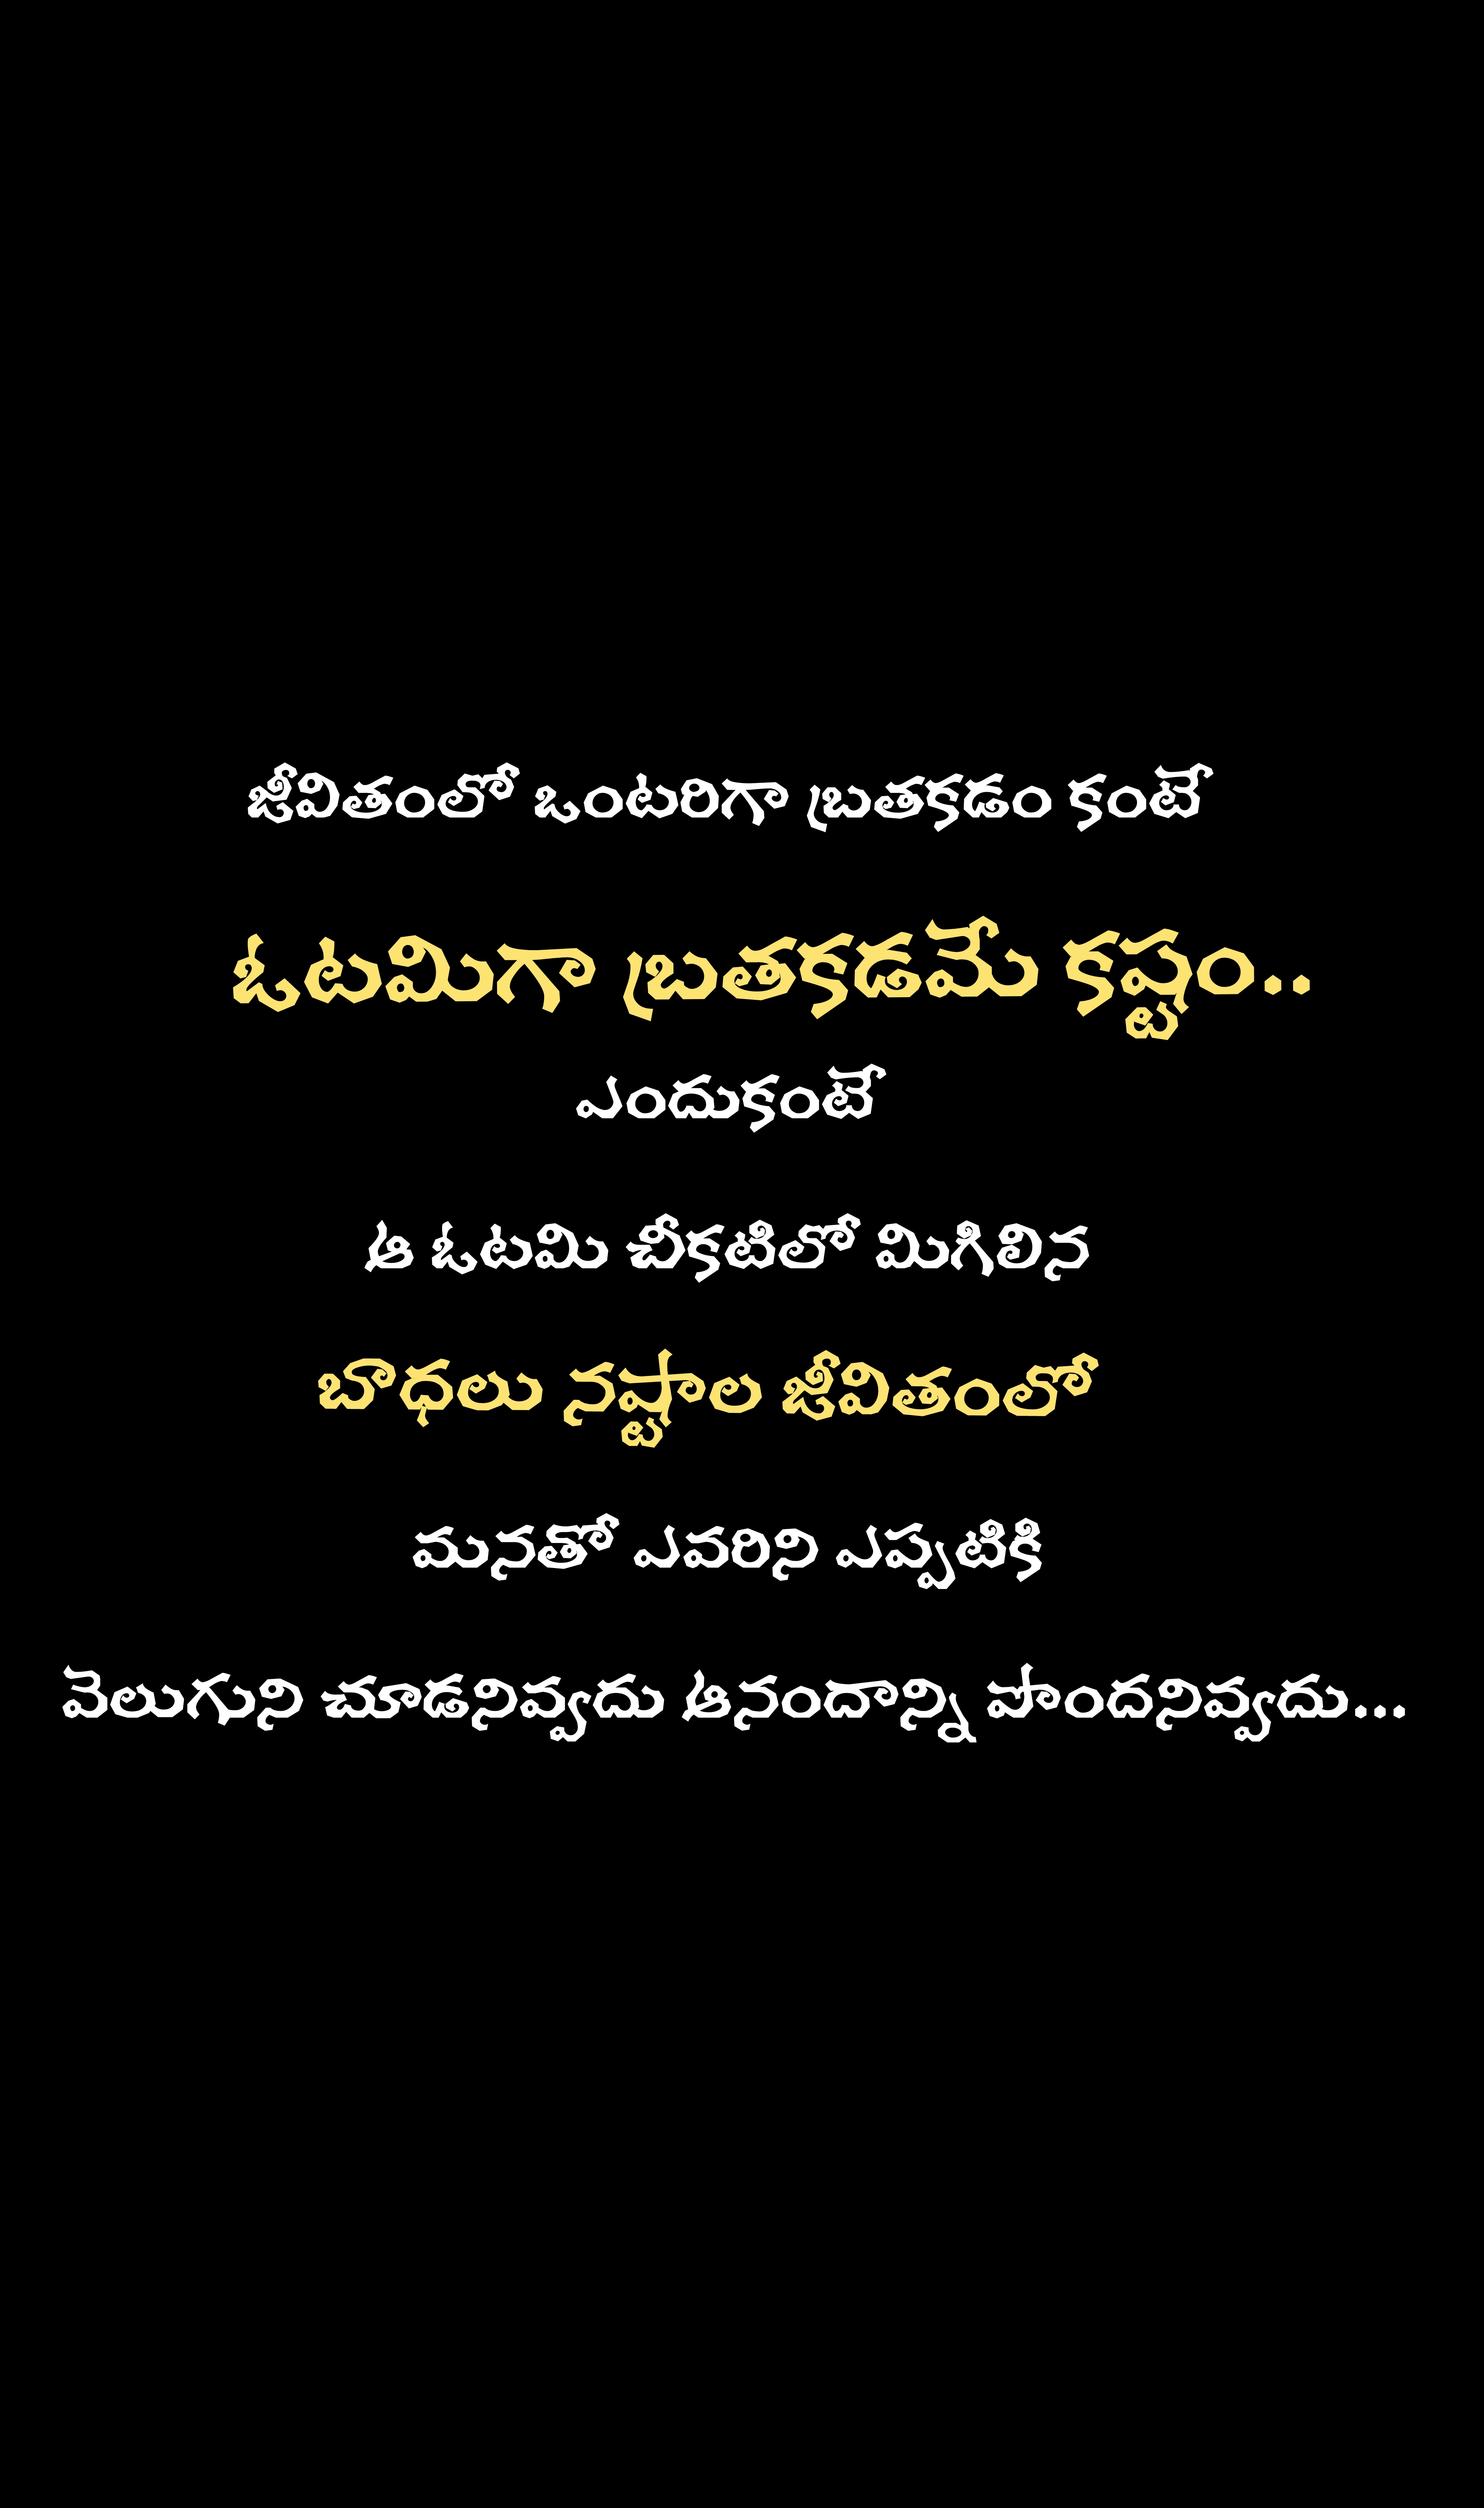 జీవితంలో ఒంటరిగా బ్రతకడం కంటే
ఓటమిగా బ్రతకడమే కష్టం..
ఎందుకంటే
ఆ ఓటమి చీకటిలో మిగిలిన
బాధలు నష్టాల జీవితంలో
మనతో ఎవరిని ఎప్పటికి
వెలుగుని చూడనివ్వదు ఆనందాన్ని పొందనివ్వదు...